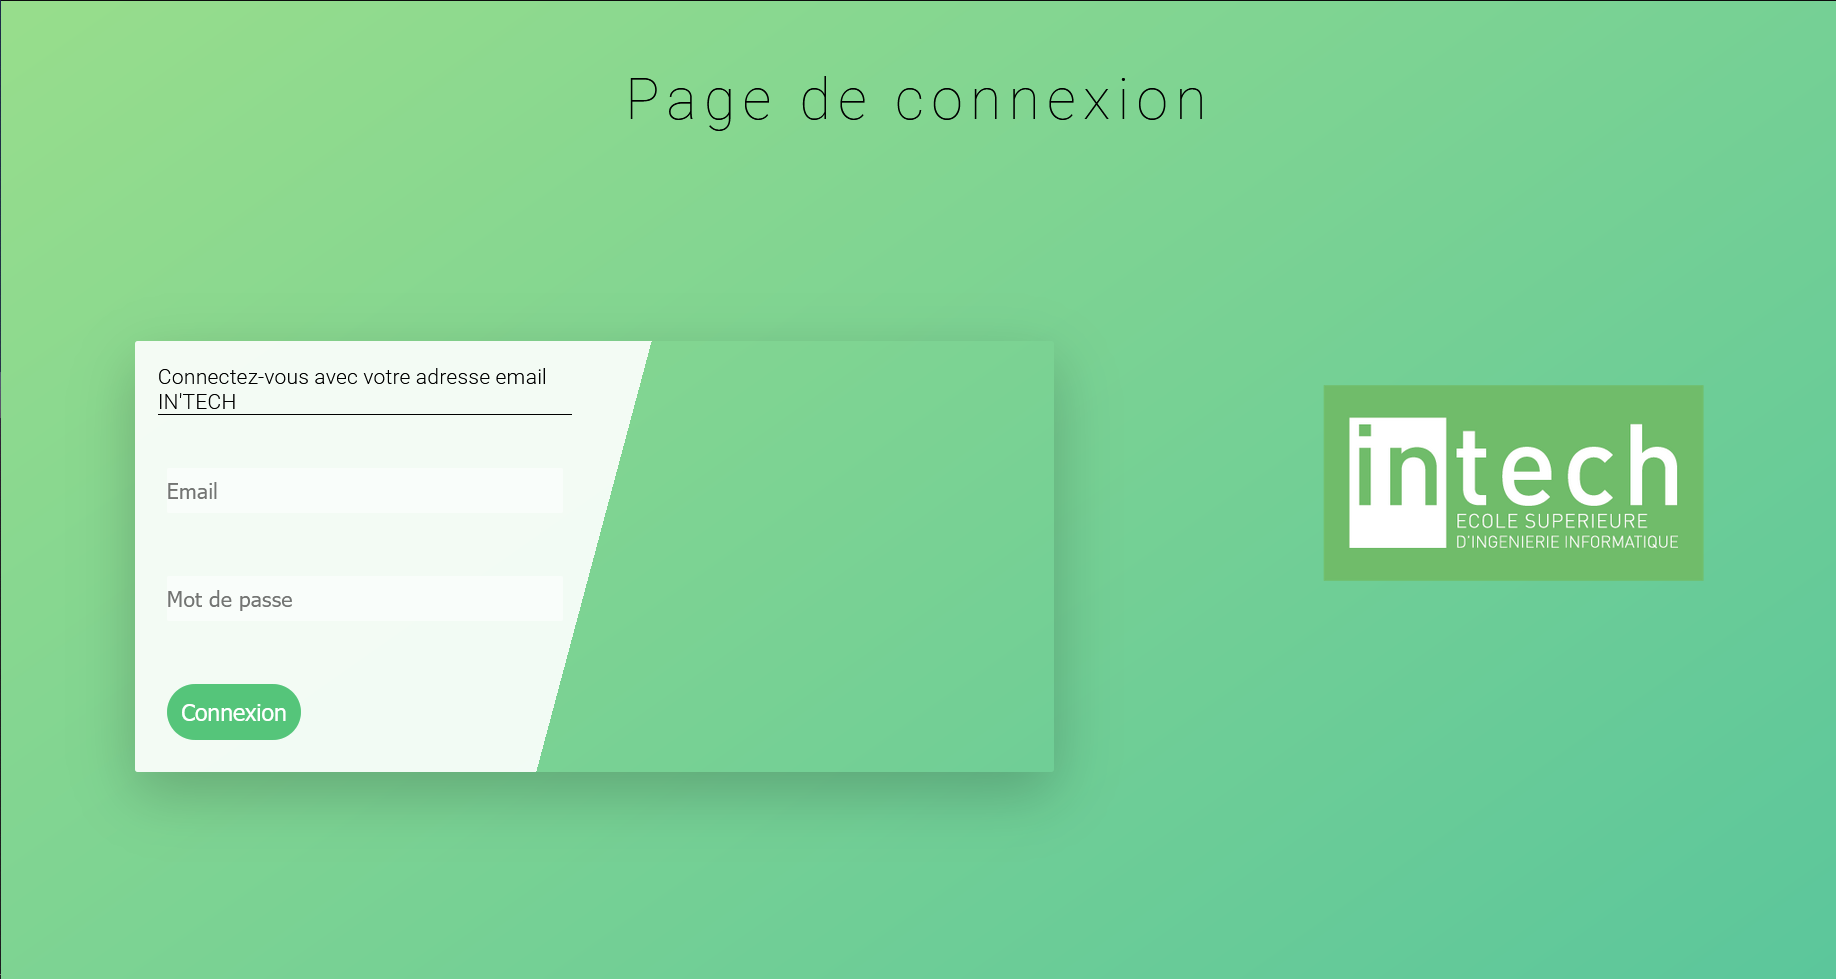 Page de connexion
Connectez-vous avec votre adresse email
IN'TECH
Email
Mot de passe
Connexion
intech
ECOLE SUPERIEURE
D'INGENIERIE INFORMATIQUE